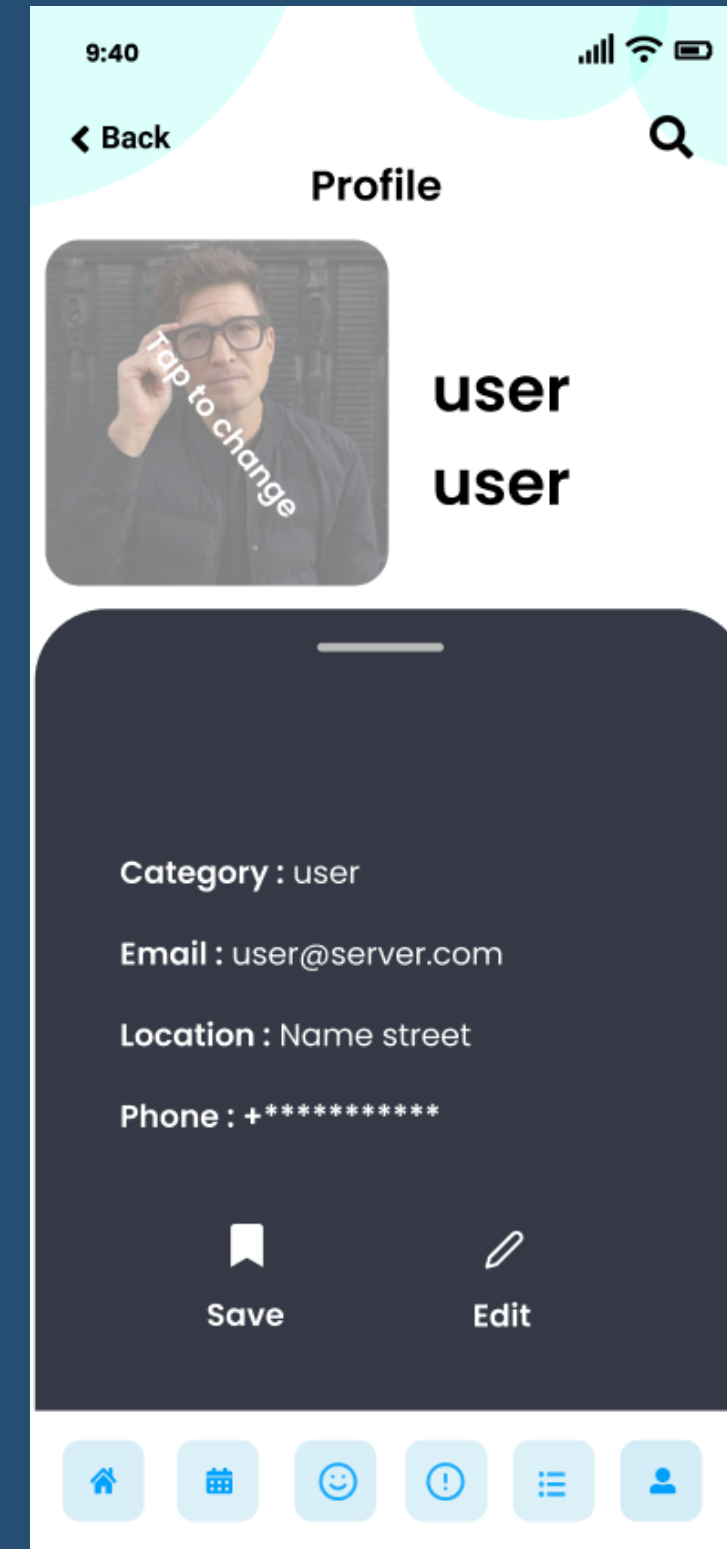 9:40
Back
Profile
Tap to change
user
user
Category : user
Email : user@server.com
Location : Name street
Phone : +***********
Save
Edit